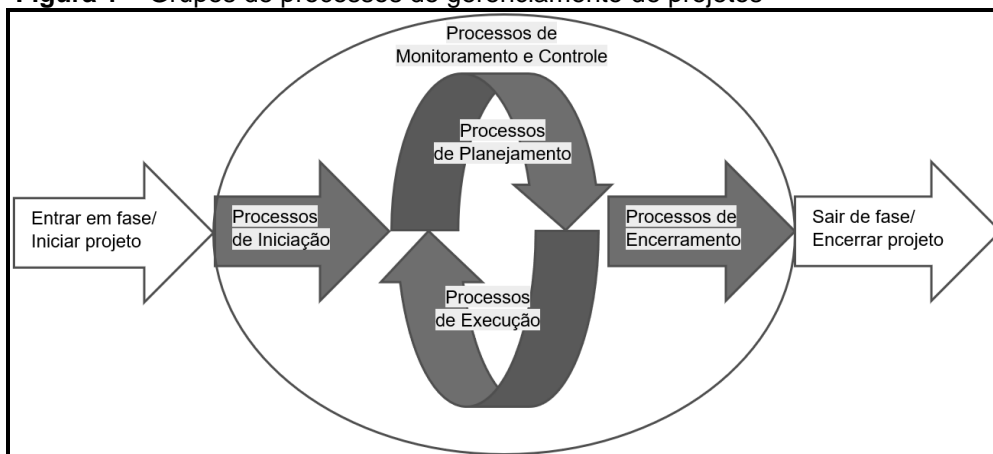 Processos de
Monitoramento e Controle
Processos
de Planejamento
Entrar em fase/
Iniciar projeto
Processos
de Iniciação
Processos de
Encerramento
Sair de fase/
Encerrar projeto
Processos
de Execução